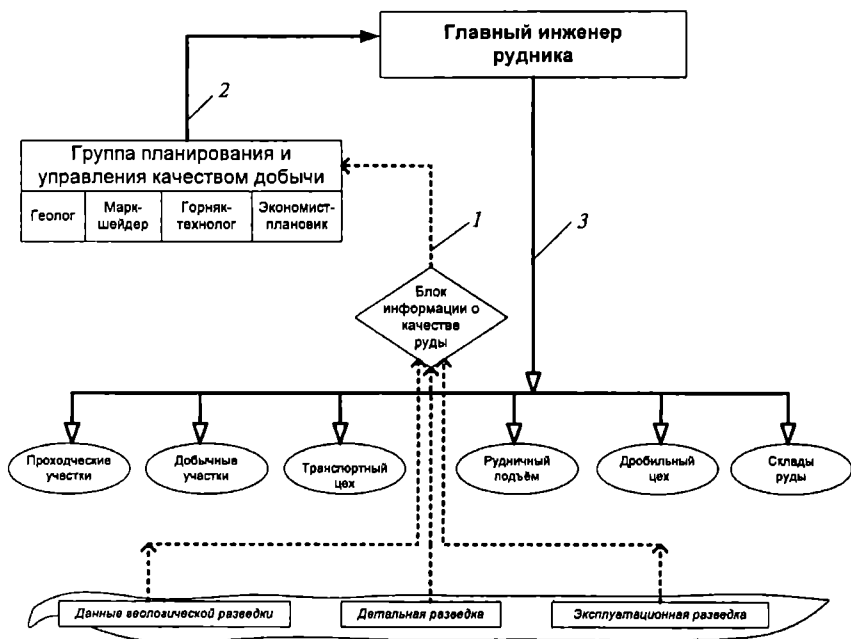 Главный инженер
рудника
2
Группа планирования и
управления качеством добычи
Геолог
Марк-
шейдер
Горняк-
технолог
Экономист-
плановик
1
3
Блок
информации о
качестве
руды
Проходческие
участки
Добычные
участки
Транспортный
цех
Рудничный
подъём
Дробильный
цех
Склады
руды
Данные геологической разведки
Детальная разведка
Эксплуатационная разведка